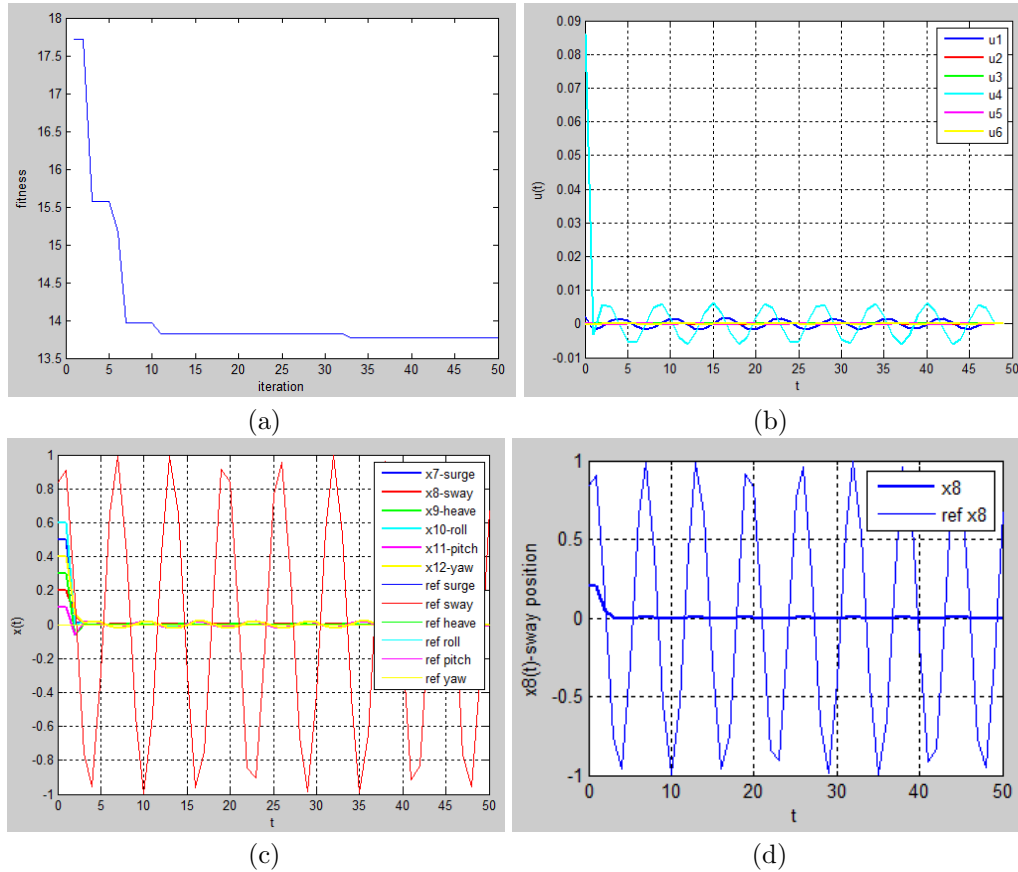 18
17.5
17
16.5
16
15.5
15
14.5
14
13.5
fitness
0 5 10 15 20 25 30 35 40 45 50
iteration
(a)
0.09
0.08
0.07
0.06
0.05
0.04
0.03
0.02
0.01
0
-0.01
u(t)
u1
u2
u3
u4
u5
u6
0 5 10 15 20 25 30 35 40 45 50
t
(b)
1
0.8
0.6
0.4
0.2
0
-0.2
-0.4
-0.6
-0.8
-1
x(t)
x7-surge
x8-sway
x9-heave
x10-roll
x11-pitch
x12-yaw
ref surge
ref sway
ref heave
ref roll
ref pitch
ref yaw
0 5 10 15 20 25 30 35 40 45 50
t
(c)
1
0.5
0
-0.5
-1
x8(t)-sway position
x8
ref x8
0 10 20 30 40 50
t
(d)